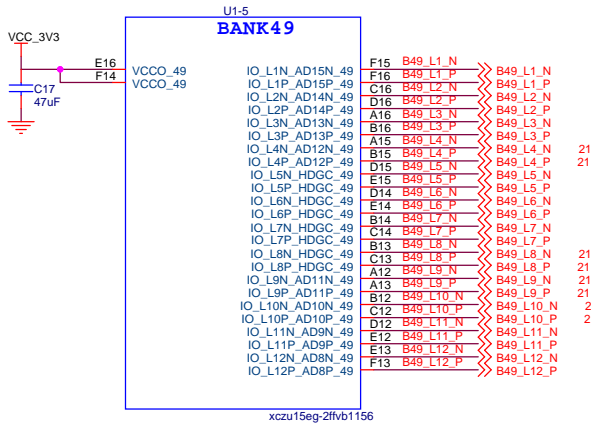 U1-5
BANK49
VCC_3V3
C17
47uF
E16 VCCO_49
F14 VCCO_49
IO_L1N_AD15N_49 F15 B49_L1_N B49_L1_N
IO_L1P_AD15P_49 F16 B49_L1_P B49_L1_P
IO_L2N_AD14N_49 C16 B49_L2_N B49_L2_N
IO_L2P_AD14P_49 D16 B49_L2_P B49_L2_P
IO_L3N_AD13N_49 A16 B49_L3_N B49_L3_N
IO_L3P_AD13P_49 B16 B49_L3_P B49_L3_P
IO_L4N_AD12N_49 A15 B49_L4_N B49_L4_N 21
IO_L4P_AD12P_49 B15 B49_L4_P B49_L4_P 21
IO_L5N_HDGC_49 D15 B49_L5_N B49_L5_N
IO_L5P_HDGC_49 E15 B49_L5_P B49_L5_P
IO_L6N_HDGC_49 D14 B49_L6_N B49_L6_N
IO_L6P_HDGC_49 E14 B49_L6_P B49_L6_P
IO_L7N_HDGC_49 B14 B49_L7_N B49_L7_N
IO_L7P_HDGC_49 C14 B49_L7_P B49_L7_P
IO_L8N_HDGC_49 B13 B49_L8_N B49_L8_N 21
IO_L8P_HDGC_49 C13 B49_L8_P B49_L8_P 21
IO_L9N_AD11N_49 A12 B49_L9_N B49_L9_N 21
IO_L9P_AD11P_49 A13 B49_L9_P B49_L9_P 21
IO_L10N_AD10N_49 B12 B49_L10_N B49_L10_N 2
IO_L10P_AD10P_49 C12 B49_L10_P B49_L10_P 2
IO_L11N_AD9N_49 D12 B49_L11_N B49_L11_N
IO_L11P_AD9P_49 E12 B49_L11_P B49_L11_P
IO_L12N_AD8N_49 E13 B49_L12_N B49_L12_N
IO_L12P_AD8P_49 F13 B49_L12_P B49_L12_P
xczu15eg-2ffvb1156